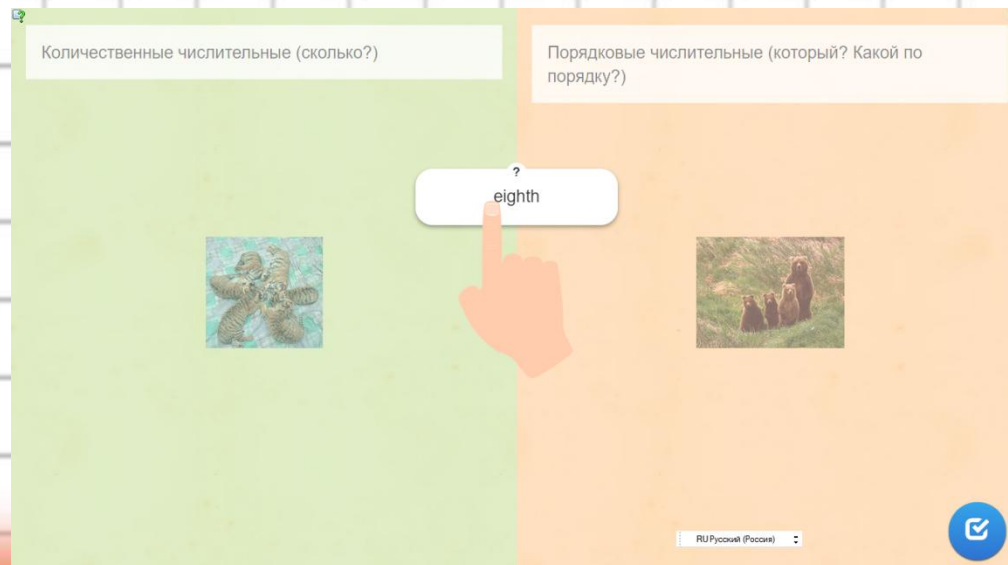 Количественные числительные (сколько?)
Порядковые числительные (который? Какой по
порядку?)
?
eighth
RU Русский (Россия)